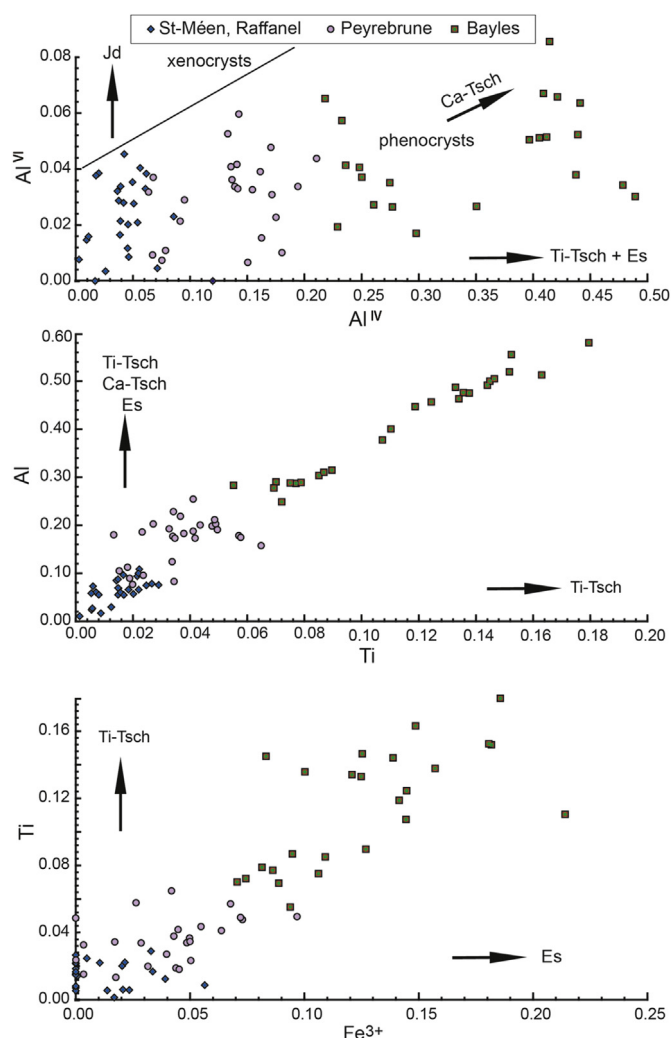 St-Méen, Raffanel Peyrebrune Bayles
Jd
xenocrysts
Ca-Tsch
phenocrysts
Ti-Tsch + Es
Al VI
0.08
0.06
0.04
0.02
0.00
0.00 0.05 0.10 0.15 0.20 0.25 0.30 0.35 0.40 0.45 0.50
Al IV
0.60
0.50
0.40
0.30
0.20
0.10
0.00
Al
Ti-Tsch
Ca-Tsch
Es
Ti-Tsch
0.00 0.02 0.04 0.06 0.08 0.10 0.12 0.14 0.16 0.18 0.20
Ti
0.16
0.12
0.08
0.04
0.00
Ti
Ti-Tsch
Es
0.00 0.05 0.10 0.15 0.20 0.25
Fe3+